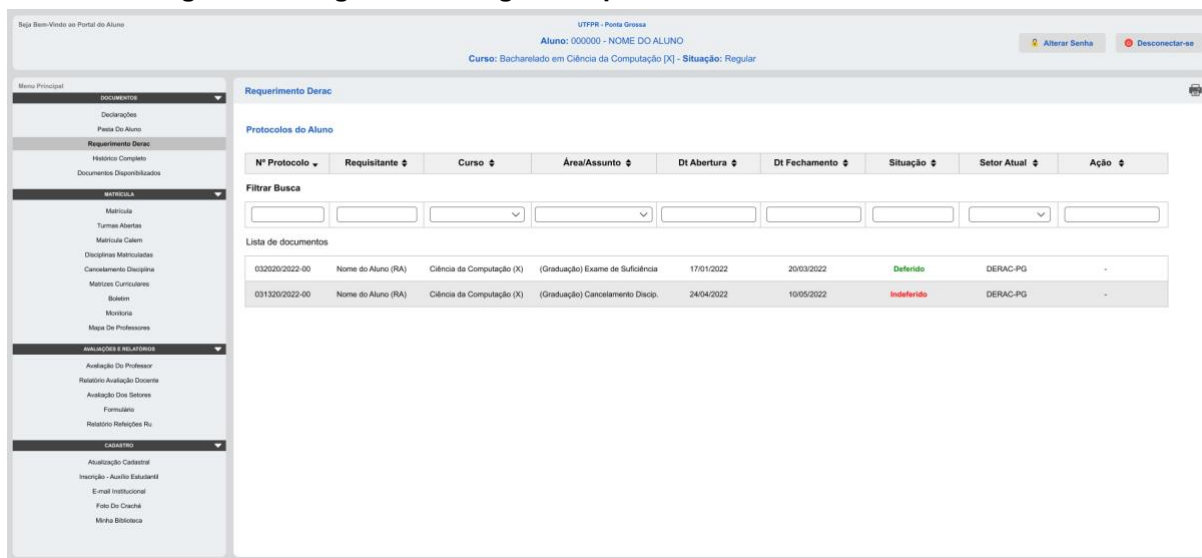 Seja Bem-Vindo ao Portal do Aluno
UTFPR - Ponta Grossa
Aluno: 000000 - NOME DO ALUNO
Curso: Bacharelado em Ciência da Computação [X] - Situação: Regular
Alterar Senha
Desconectar-se
Menu Principal
DOCUMENTOS
Declarações
Pasta Do Aluno
Requerimento Derac
Histórico Completo
Documentos Disponibilizados
MATRÍCULA
Matrícula
Turmas Abertas
Matrícula Calem
Disciplinas Matriculadas
Cancelamento Disciplina
Matrizes Curriculares
Boletim
Monitoria
Mapa De Professores
AVALIAÇÕES E RELATÓRIOS
Avaliação Do Professor
Relatório Avaliação Docente
Avaliação Dos Setores
Formulário
Relatório Refeições Ru
CADASTRO
Atualização Cadastral
Inscrição - Auxílio Estudantil
E-mail Institucional
Foto Do Crachá
Minha Biblioteca
Requerimento Derac
Protocolos do Aluno
Nº Protocolo Requisitante Curso Área/Assunto Dt Abertura Dt Fechamento Situação Setor Atual Ação
Filtrar Busca
Lista de documentos
032020/2022-00 Nome do Aluno (RA) Ciência da Computação (X) (Graduação) Exame de Suficiência 17/01/2022 20/03/2022 Deferido DERAC-PG -
031320/2022-00 Nome do Aluno (RA) Ciência da Computação (X) (Graduação) Cancelamento Discip. 24/04/2022 10/05/2022 Indeferido DERAC-PG -